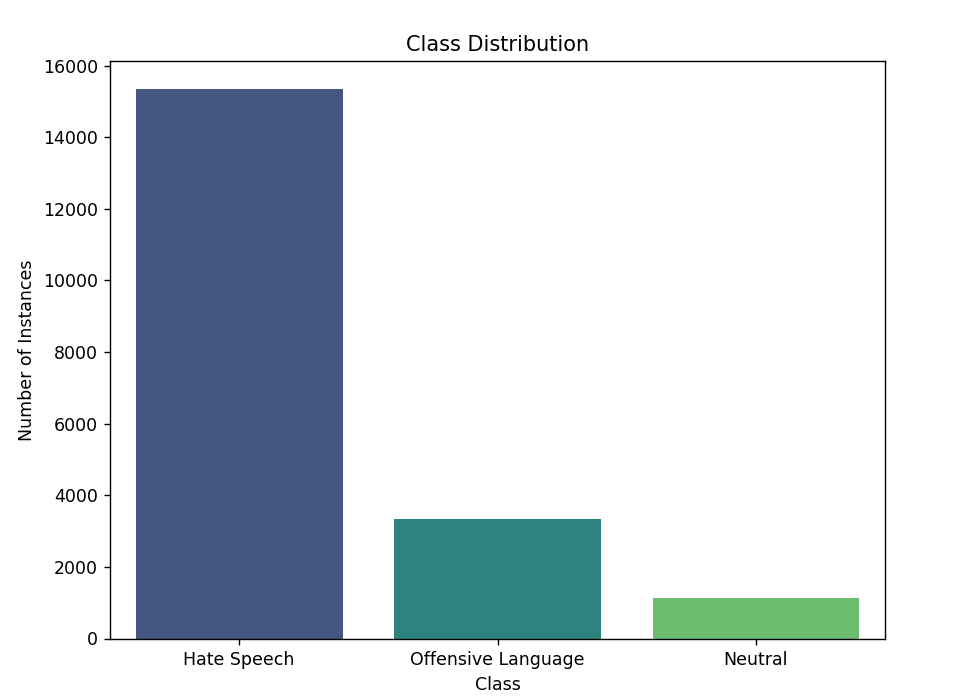 Class Distribution
Number of Instances
16000
14000
12000
10000
8000
6000
4000
2000
0
Hate Speech Offensive Language Neutral
Class